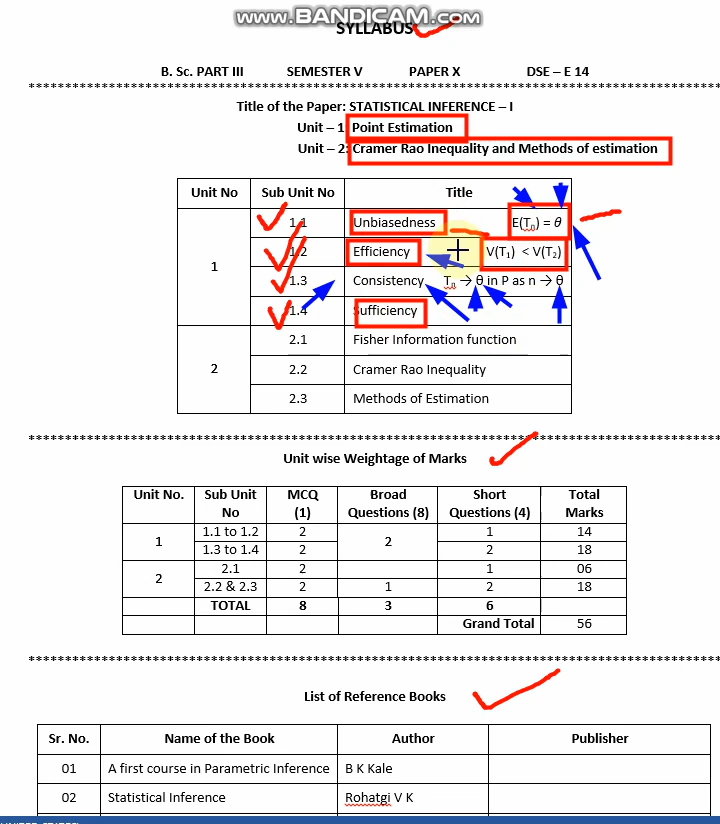 www.BANDICAM.com
SYLLABUS
B. Sc. PART III SEMESTER V PAPER X DSE – E 14
************************************************************
Title of the Paper: STATISTICAL INFERENCE – I
Unit – 1: Point Estimation
Unit – 2: Cramer Rao Inequality and Methods of estimation
Unit No Sub Unit No Title
1 1.1 Unbiasedness E(Tₙ) = θ
1.2 Efficiency V(T₁) < V(T₂)
1.3 Consistency Tₙ → θ in P as n → θ
1.4 Sufficiency
2 2.1 Fisher Information function
2.2 Cramer Rao Inequality
2.3 Methods of Estimation
************************************************************
Unit wise Weightage of Marks
Unit No. Sub Unit No MCQ (1) Broad Questions (8) Short Questions (4) Total Marks
1 1.1 to 1.2 2 2 1 14
1.3 to 1.4 2 2 18
2 2.1 2 1 06
2.2 & 2.3 2 1 2 18
TOTAL 8 3 6
Grand Total 56
************************************************************
List of Reference Books
Sr. No. Name of the Book Author Publisher
01 A first course in Parametric Inference B K Kale
02 Statistical Inference Rohatgi V K